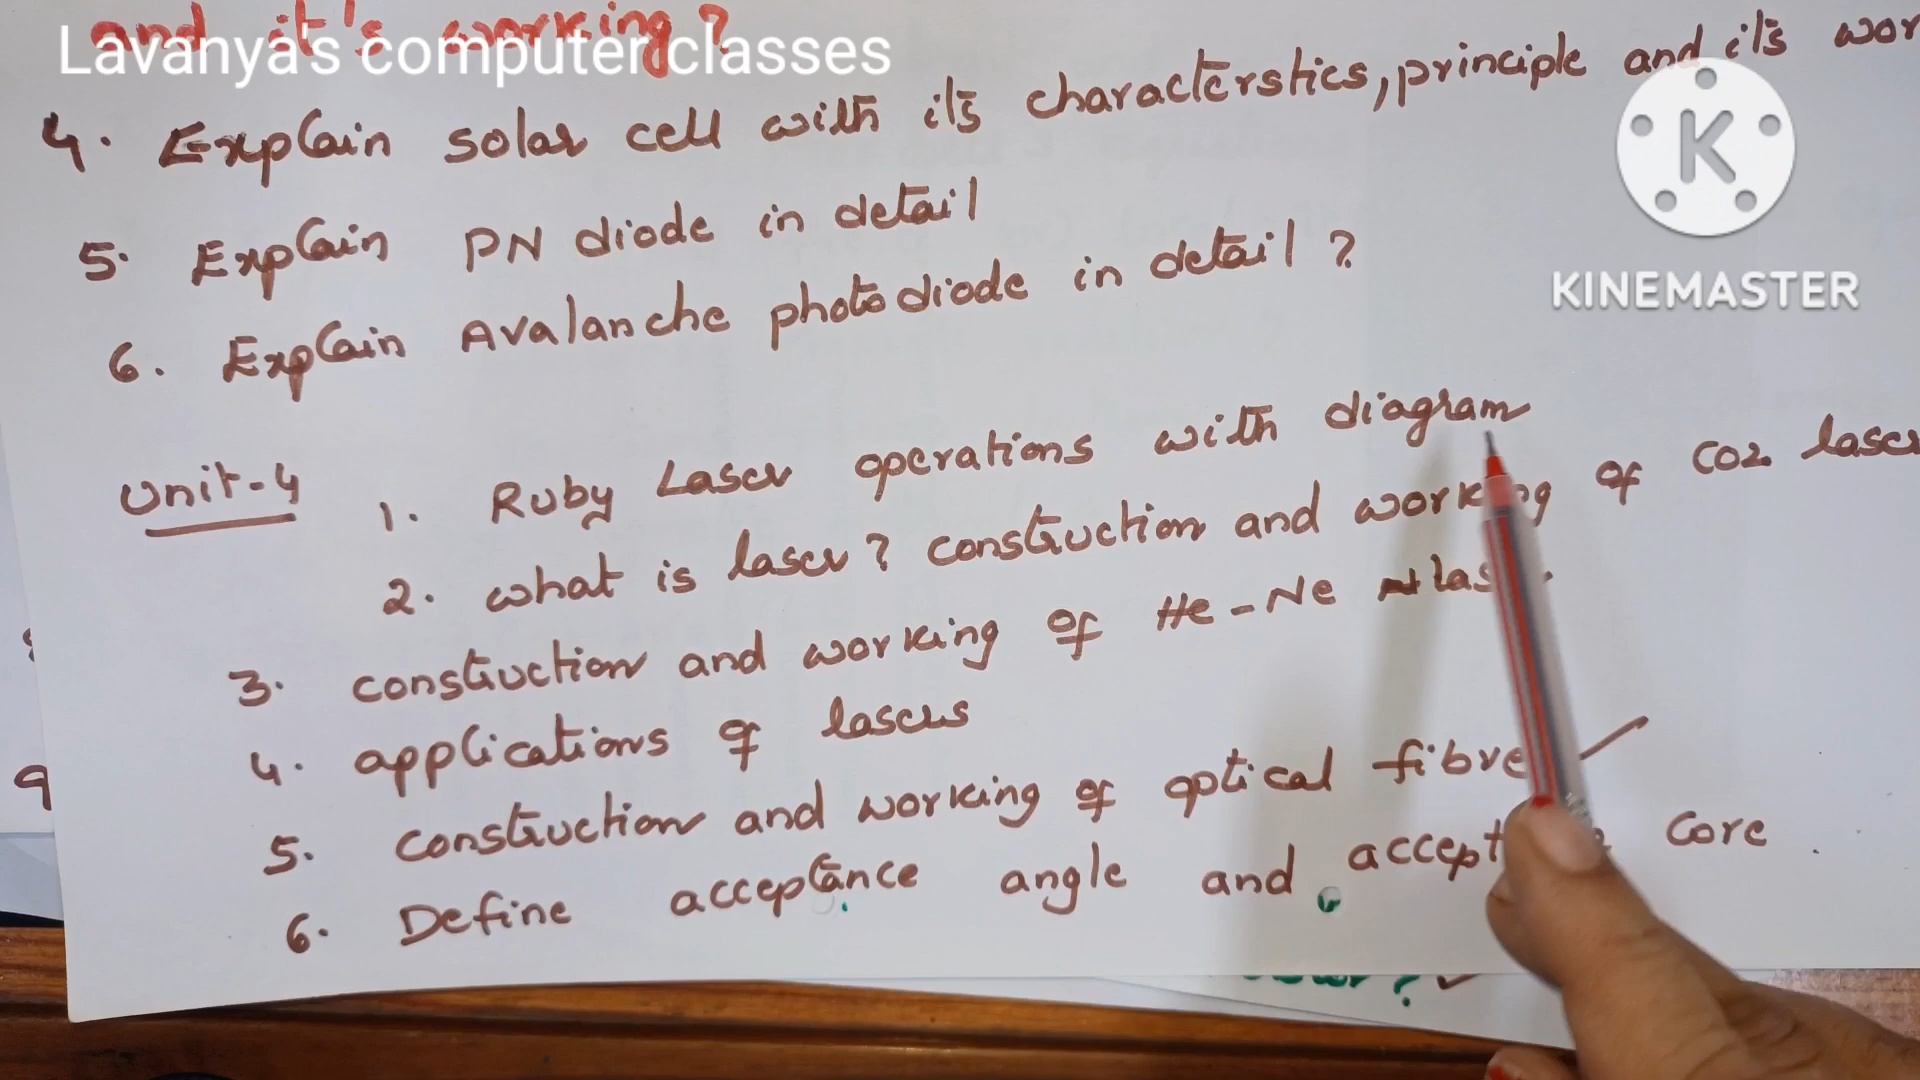 and it's working?
Lavanya's computer classes
4. Explain solar cell with it's characterstics, principle and it's
K
KINEMASTER
5. Explain PN diode in detail
6. Explain Avalanche photodiode in detail?
Unit-4
1. Ruby Laser operations with diagram
2. what is laser? construction and working of CO2 laser
3. construction and working of He-Ne
4. applications of lasers
5. construction and working of optical fibre
6. Define acceptance angle and core.